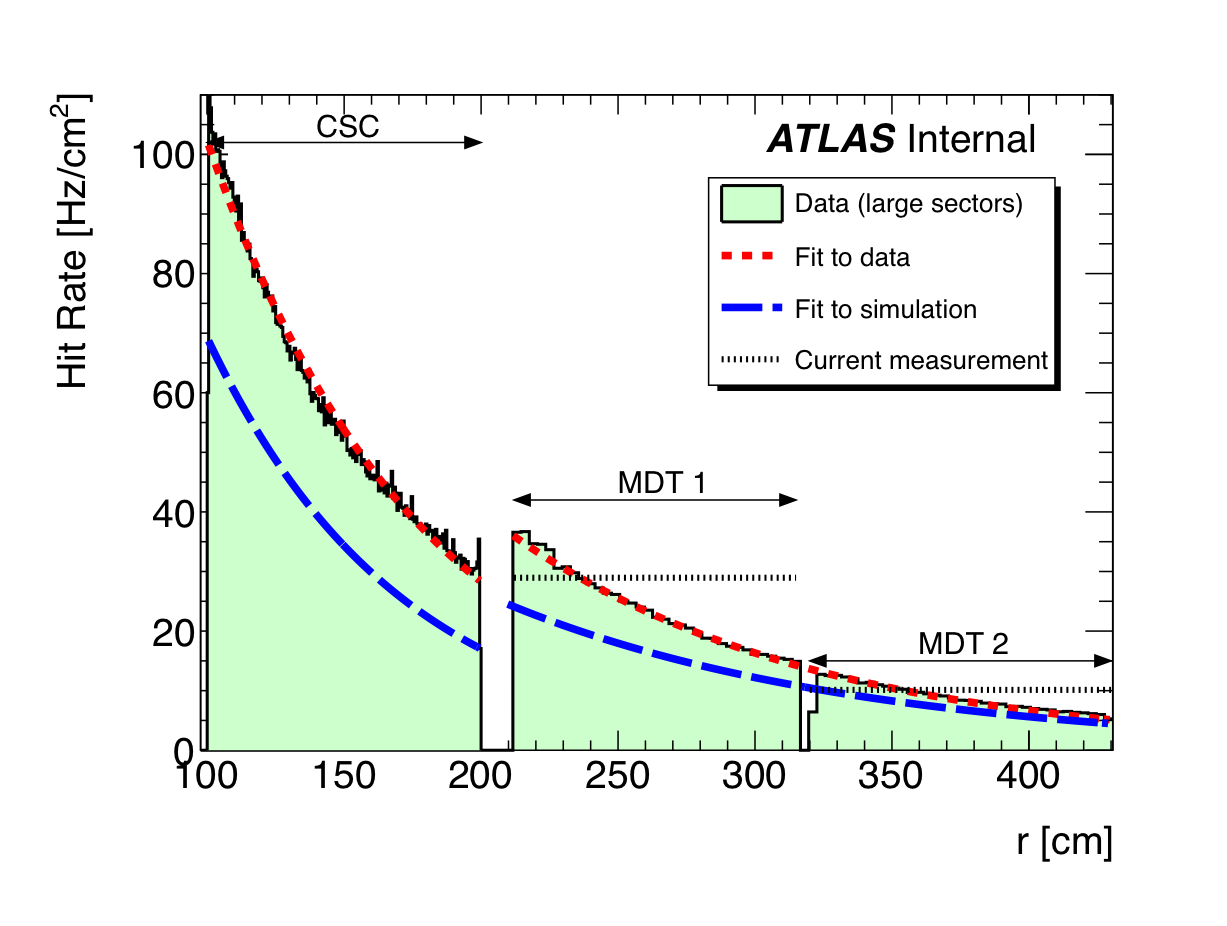 Hit Rate [Hz/cm²]
ATLAS Internal
CSC
Data (large sectors)
Fit to data
Fit to simulation
Current measurement
MDT 1
MDT 2
100
80
60
40
20
0
100 150 200 250 300 350 400
r [cm]